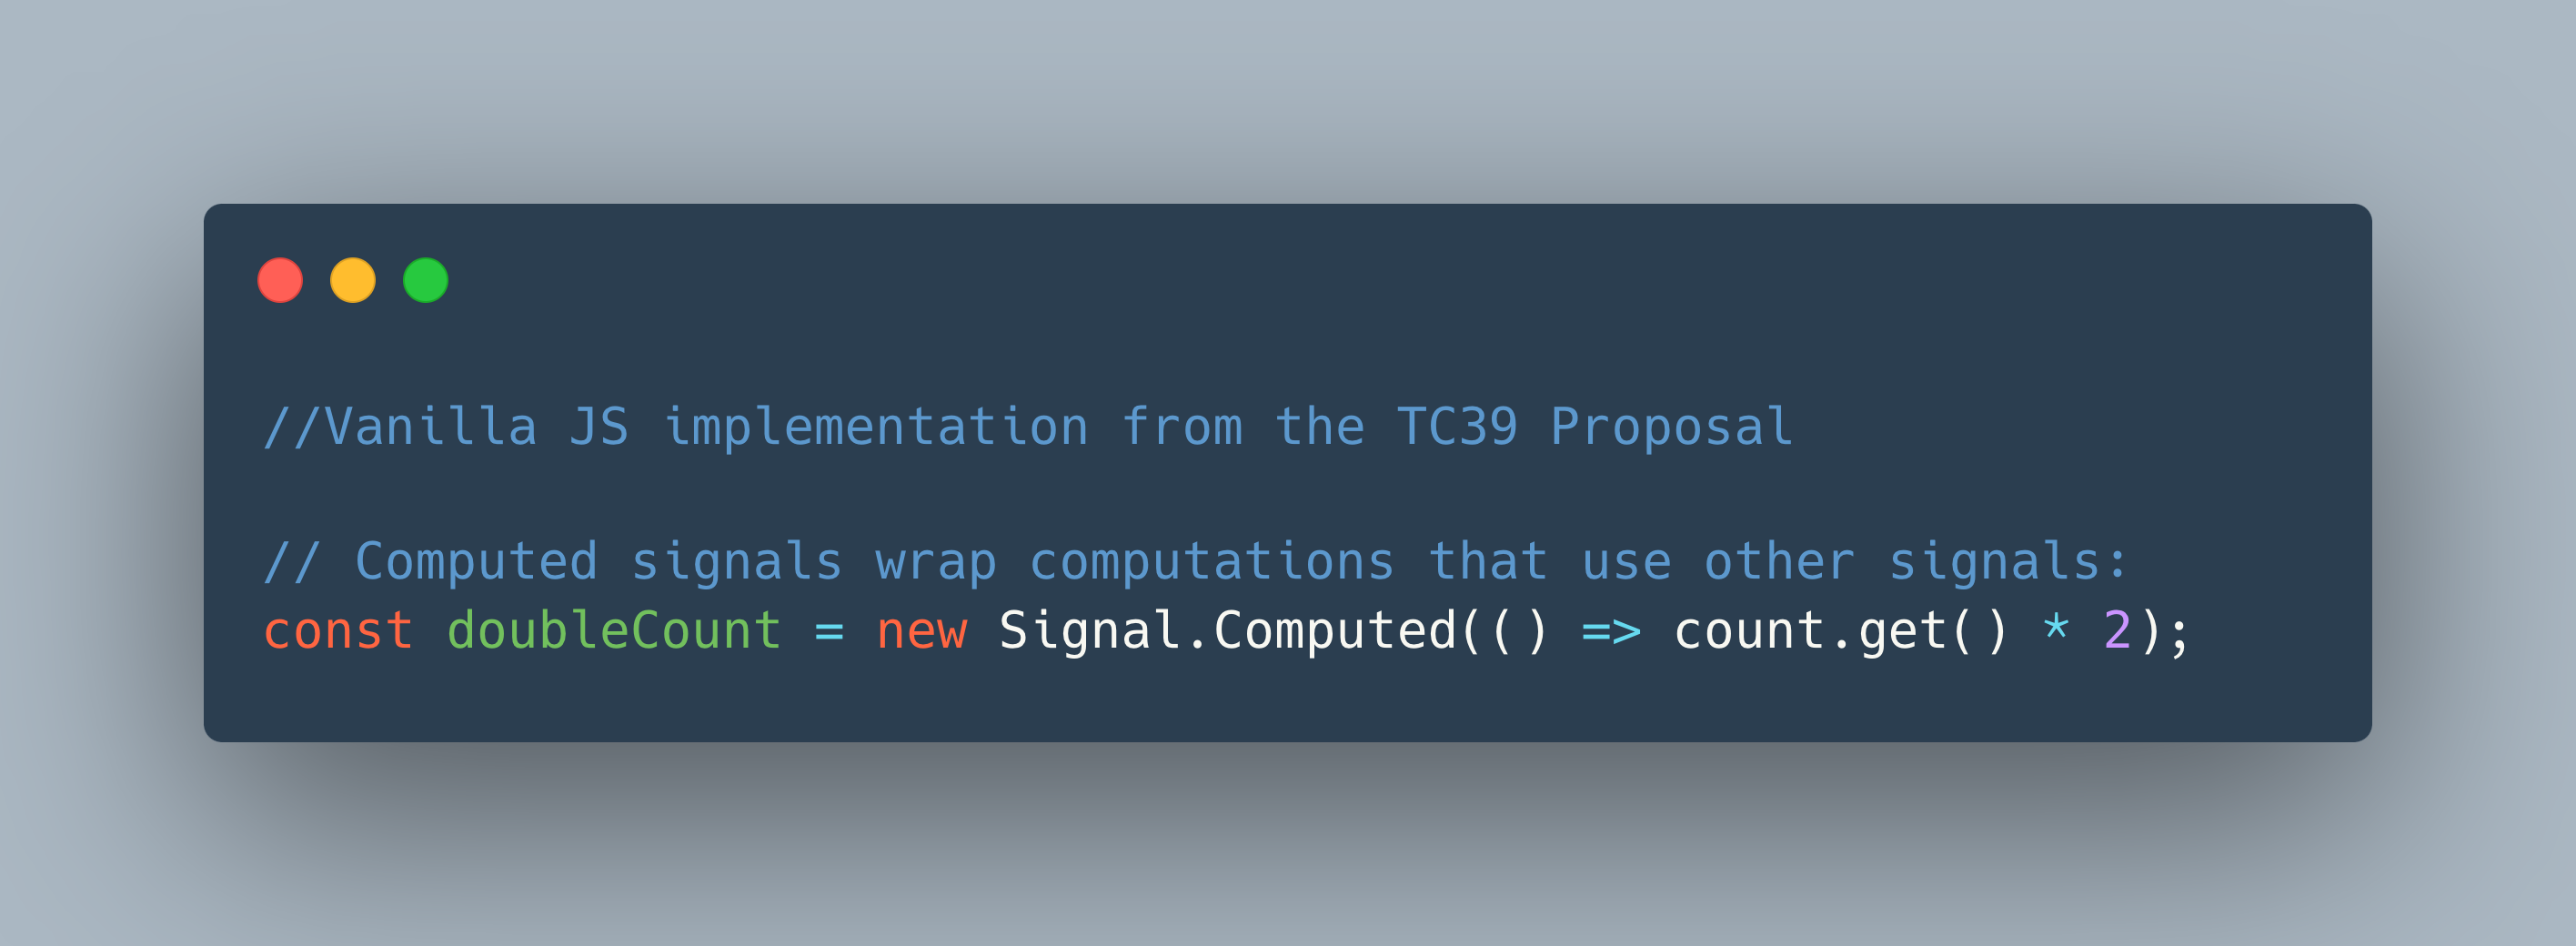 //Vanilla JS implementation from the TC39 Proposal
// Computed signals wrap computations that use other signals:
const doubleCount = new Signal.Computed(() => count.get() * 2);